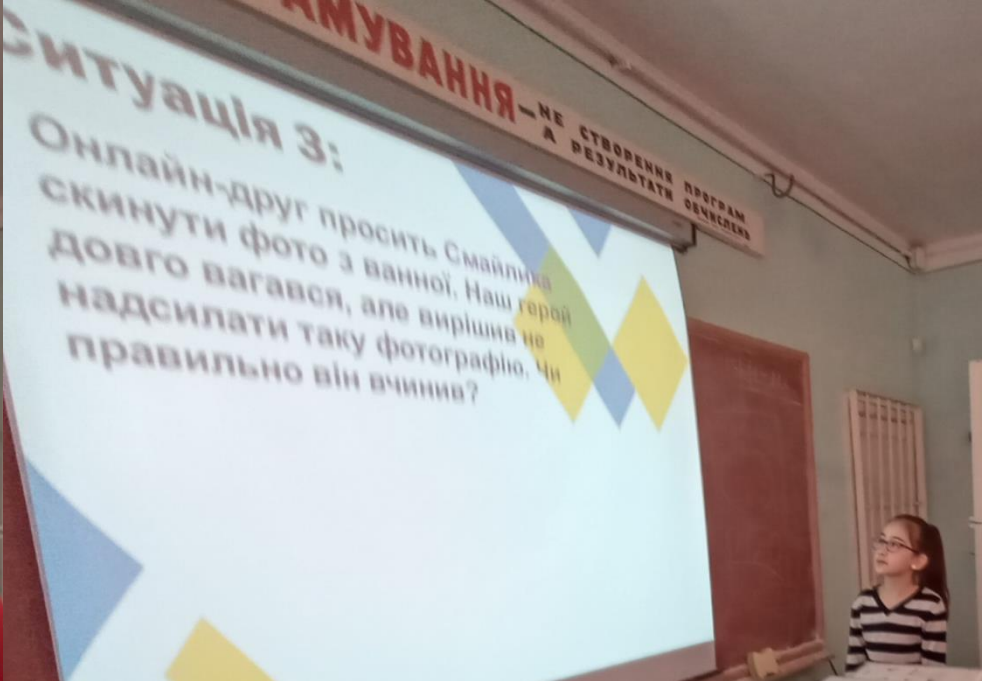 АМУВАННЯ–НЕ СТВОРЕННЯ ПРОГРАМ
А РЕЗУЛЬТАТИ ОБЧИСЛЕНЬ
Ситуація 3:
Онлайн-друг просить Смайлика
скинути фото з ванної. Наш герой
довго вагався, але вирішив не
надсилати таку фотографію. Чи
правильно він вчинив?